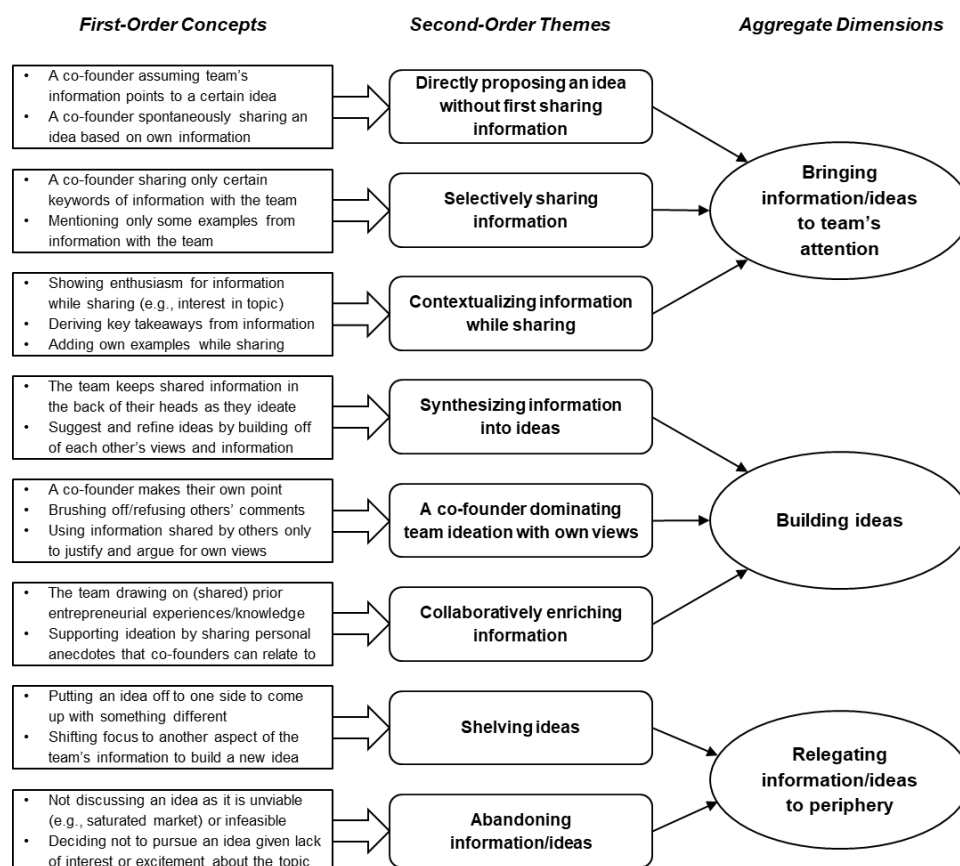 First-Order Concepts
Second-Order Themes
Aggregate Dimensions
• A co-founder assuming team's
information points to a certain idea
• A co-founder spontaneously sharing an
idea based on own information
Directly proposing an idea
without first sharing
information
• A co-founder sharing only certain
keywords of information with the team
• Mentioning only some examples from
information with the team
Selectively sharing
information
Bringing
information/ideas
to team's
attention
• Showing enthusiasm for information
while sharing (e.g., interest in topic)
• Deriving key takeaways from information
• Adding own examples while sharing
Contextualizing information
while sharing
• The team keeps shared information in
the back of their heads as they ideate
• Suggest and refine ideas by building off
of each other's views and information
Synthesizing information
into ideas
• A co-founder makes their own point
• Brushing off/refusing others' comments
• Using information shared by others only
to justify and argue for own views
A co-founder dominating
team ideation with own views
Building ideas
• The team drawing on (shared) prior
entrepreneurial experiences/knowledge
• Supporting ideation by sharing personal
anecdotes that co-founders can relate to
Collaboratively enriching
information
• Putting an idea off to one side to come
up with something different
• Shifting focus to another aspect of the
team's information to build a new idea
Shelving ideas
Relegating
information/ideas
to periphery
• Not discussing an idea as it is unviable
(e.g., saturated market) or infeasible
• Deciding not to pursue an idea given lack
of interest or excitement about the topic
Abandoning
information/ideas